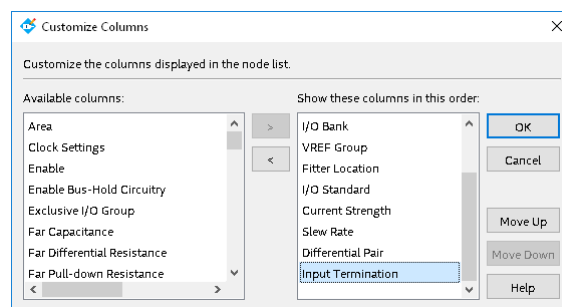 Customize Columns
Customize the columns displayed in the node list.
Available columns:
Show these columns in this order:
Area
Clock Settings
Enable
Enable Bus-Hold Circuitry
Exclusive I/O Group
Far Capacitance
Far Differential Resistance
Far Pull-down Resistance
>
<
I/O Bank
VREF Group
Fitter Location
I/O Standard
Current Strength
Slew Rate
Differential Pair
Input Termination
OK
Cancel
Move Up
Move Down
Help